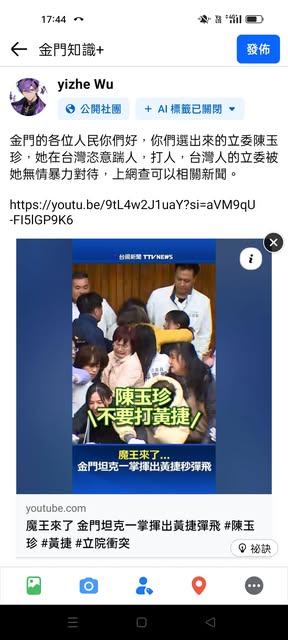 17:44
金門知識+
發佈
yizhe Wu
公開社團
+ AI 標籤已關閉
金門的各位人民你們好，你們選出來的立委陳玉
珍，她在台灣恣意踹人，打人，台灣人的立委被
她無情暴力對待，上網查可以相關新聞。
https://youtu.be/9tL4w2J1uaY?si=aVM9qU
-FI5lGP9K6
台視新聞 TTV NEWS
陳玉珍
\不要打黃捷/
魔王來了...
金門坦克一掌揮出黃捷秒彈飛
youtube.com
魔王來了 金門坦克一掌揮出黃捷彈飛 #陳玉
珍 #黃捷 #立院衝突
祕訣